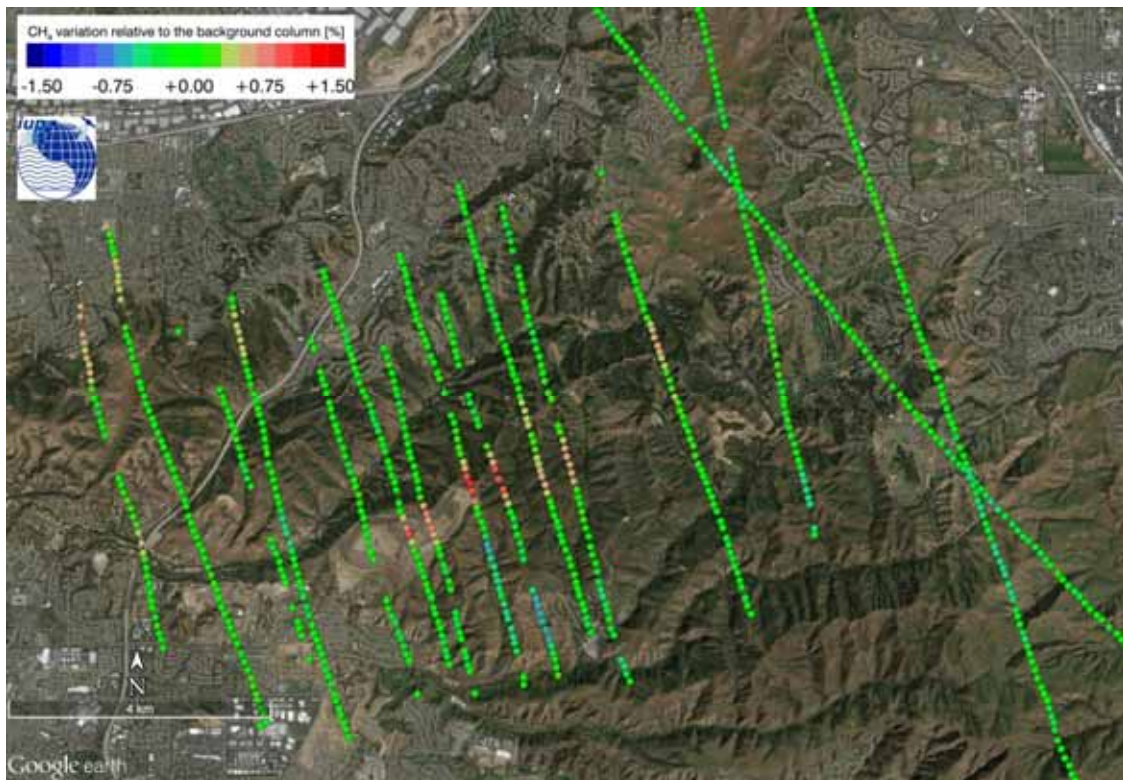 CH₄ variation relative to the background column [%]
-1.50 -0.75 +0.00 +0.75 +1.50
iup
N
4 km
Google earth